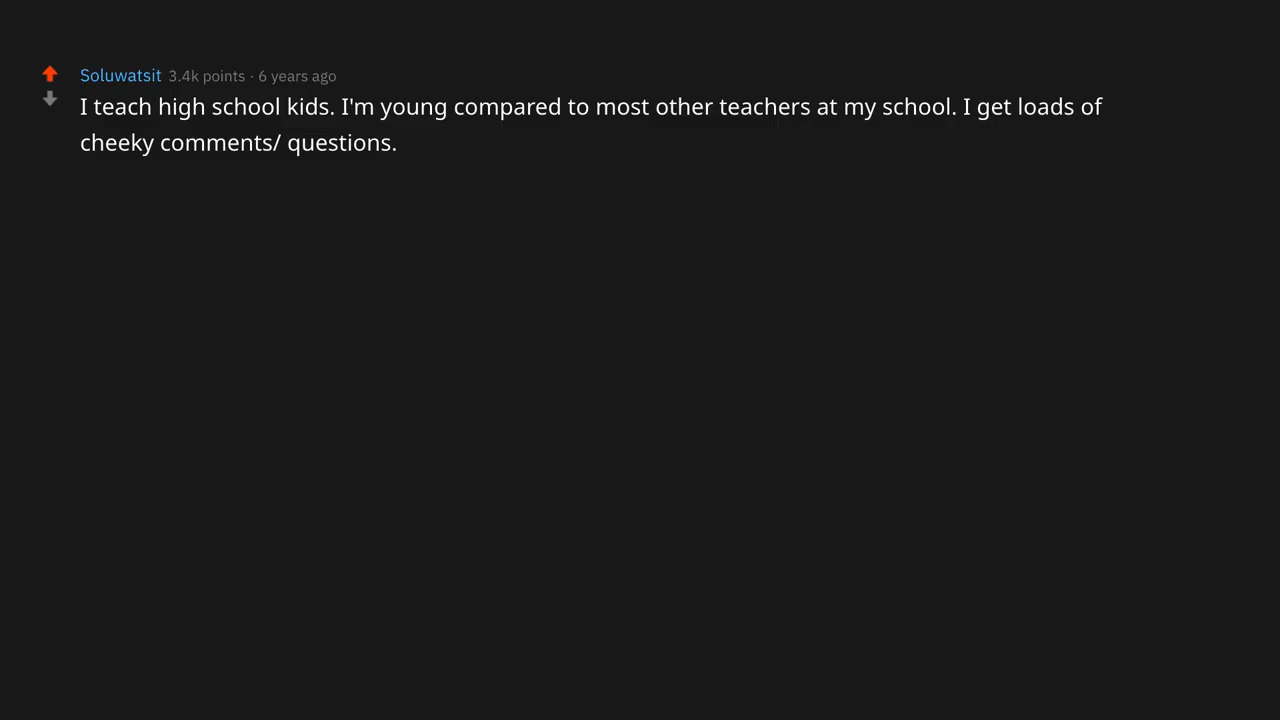 Soluwatsit 3.4k points · 6 years ago
I teach high school kids. I'm young compared to most other teachers at my school. I get loads of
cheeky comments/ questions.